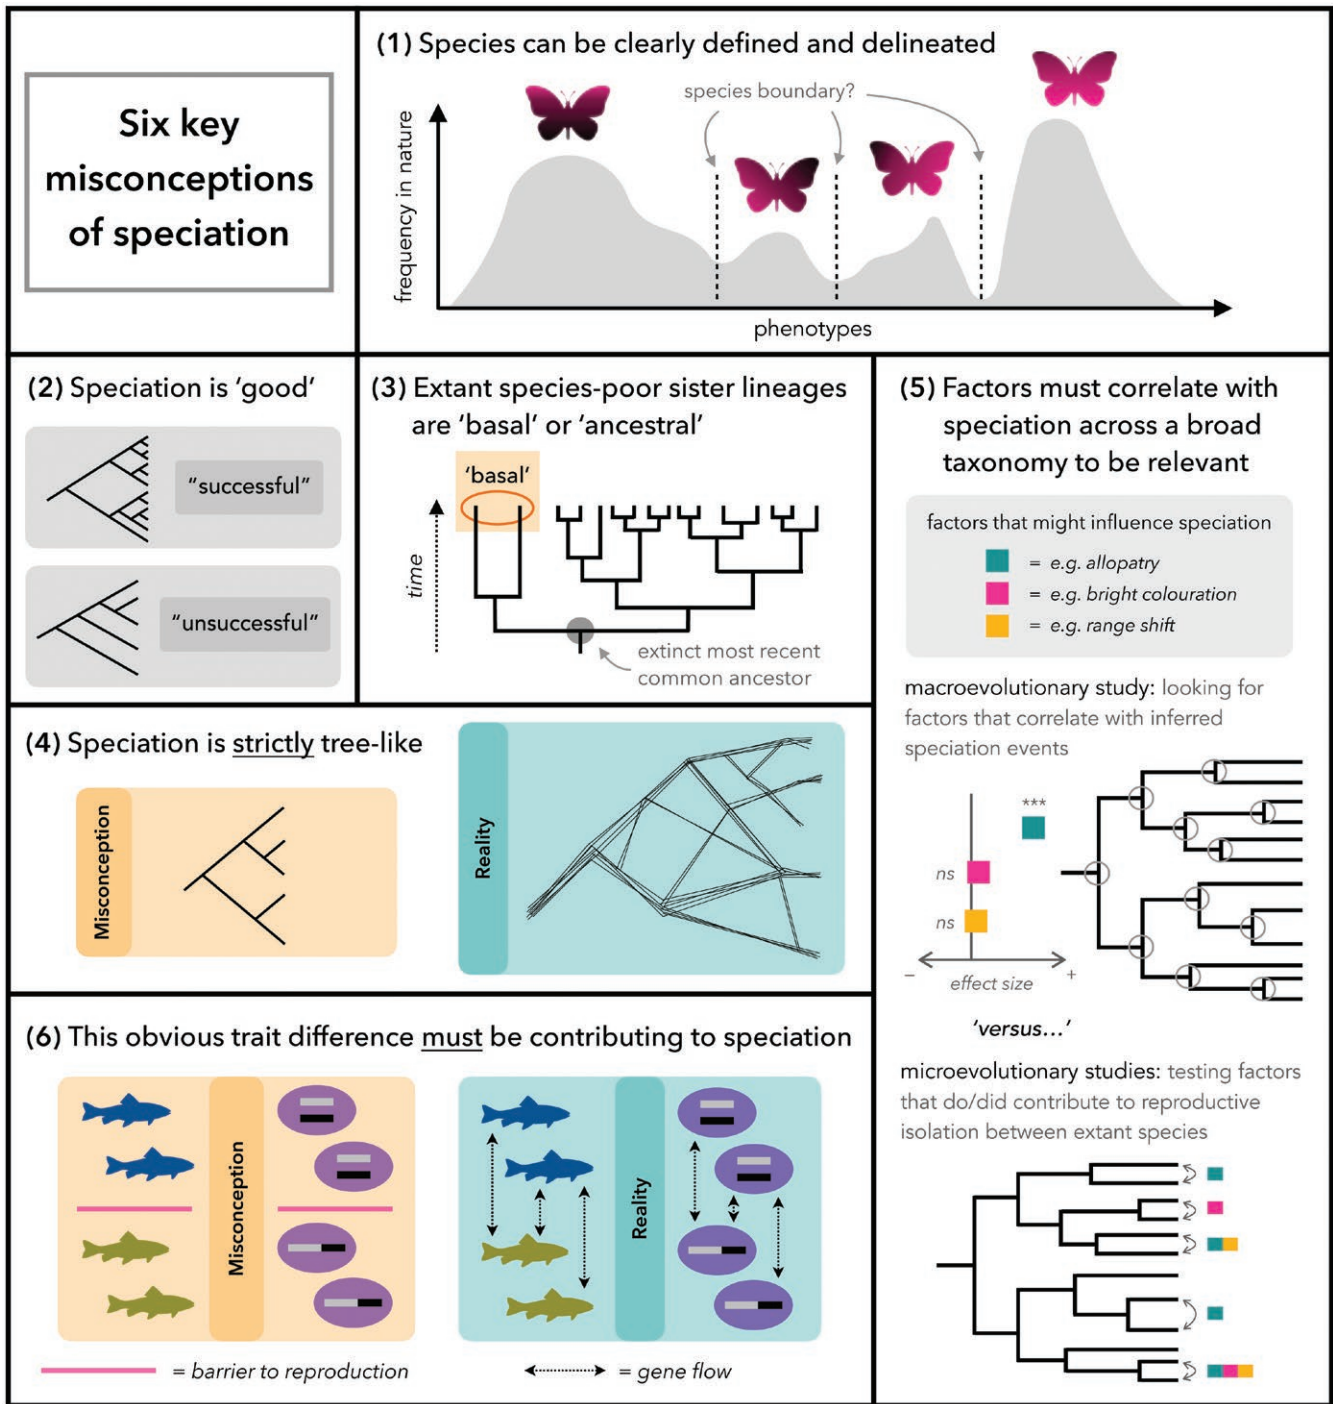 Six key
misconceptions
of speciation
(1) Species can be clearly defined and delineated
species boundary?
frequency in nature
phenotypes
(2) Speciation is ‘good’
“successful”
“unsuccessful”
(3) Extant species-poor sister lineages
are ‘basal’ or ‘ancestral’
‘basal’
time
extinct most recent
common ancestor
(4) Speciation is strictly tree-like
Misconception
Reality
(5) Factors must correlate with
speciation across a broad
taxonomy to be relevant
factors that might influence speciation
= e.g. allopatry
= e.g. bright colouration
= e.g. range shift
macroevolutionary study: looking for
factors that correlate with inferred
speciation events
***
ns
ns
– effect size +
‘versus...’
microevolutionary studies: testing factors
that do/did contribute to reproductive
isolation between extant species
(6) This obvious trait difference must be contributing to speciation
Misconception
Reality
= barrier to reproduction
= gene flow